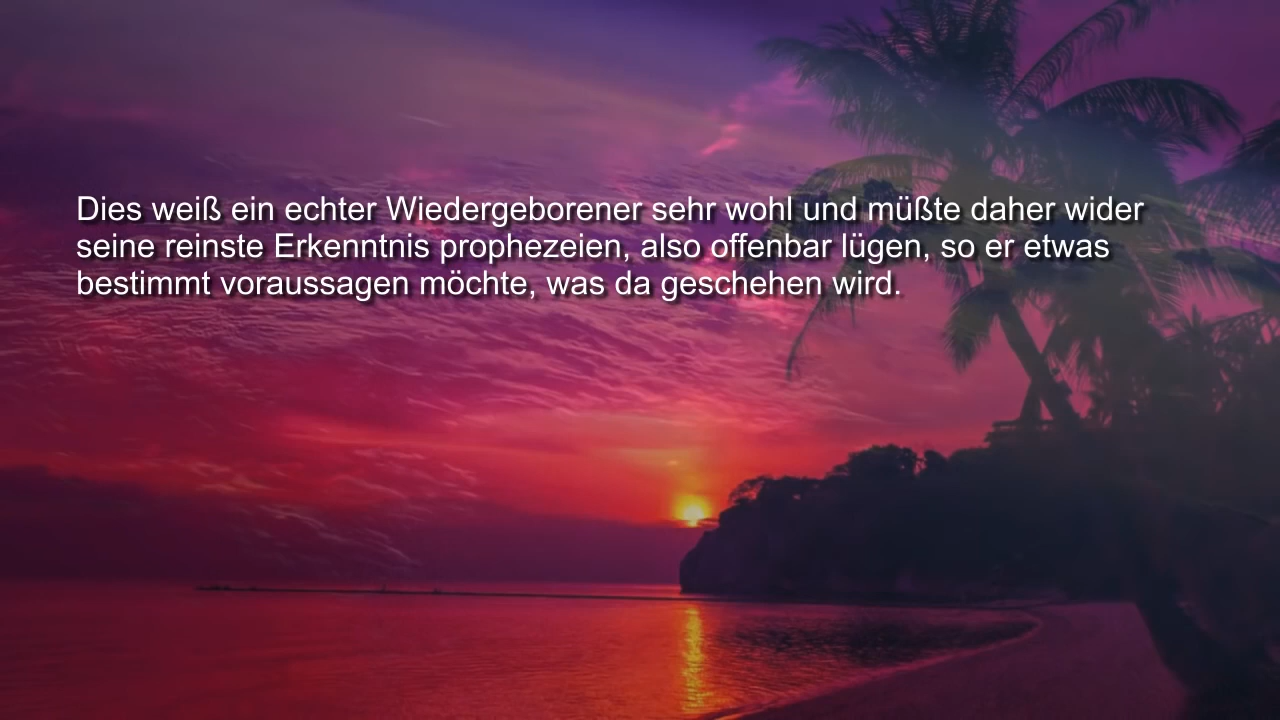 Dies weiß ein echter Wiedergeborener sehr wohl und müßte daher wider
seine reinste Erkenntnis prophezeien, also offenbar lügen, so er etwas
bestimmt voraussagen möchte, was da geschehen wird.